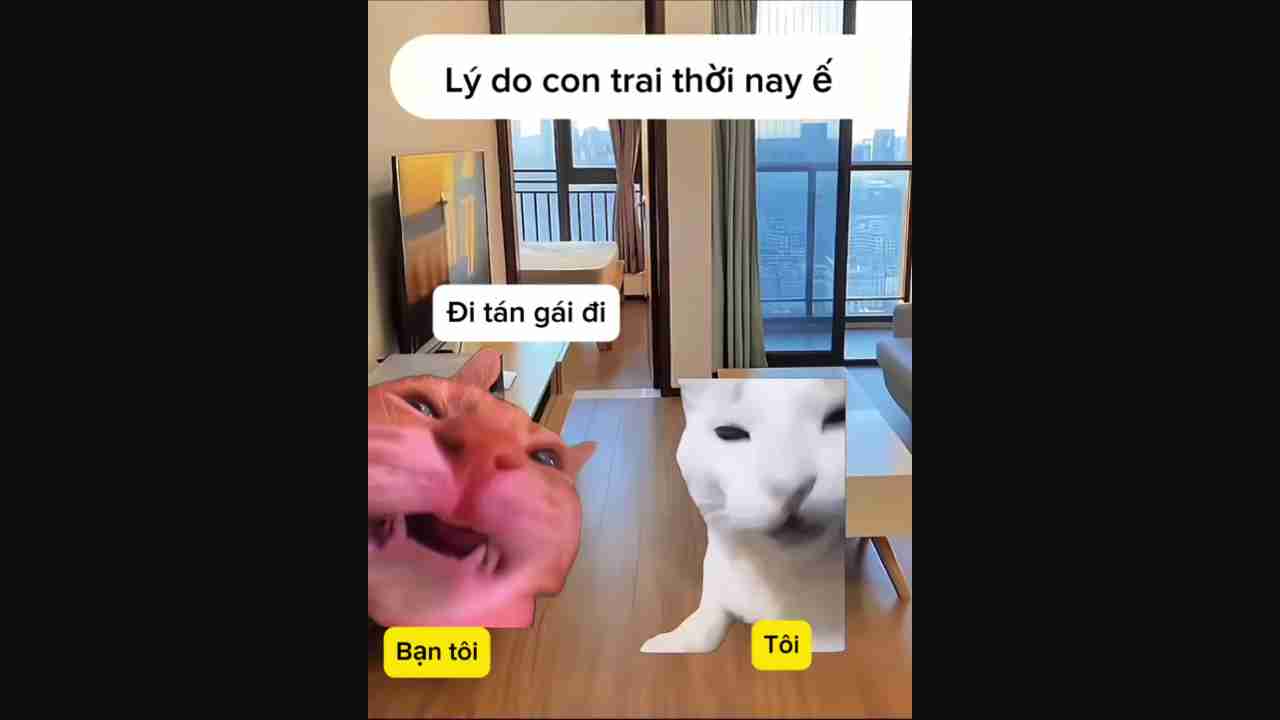 Lý do con trai thời nay ế
Đi tán gái đi
Bạn tôi
Tôi